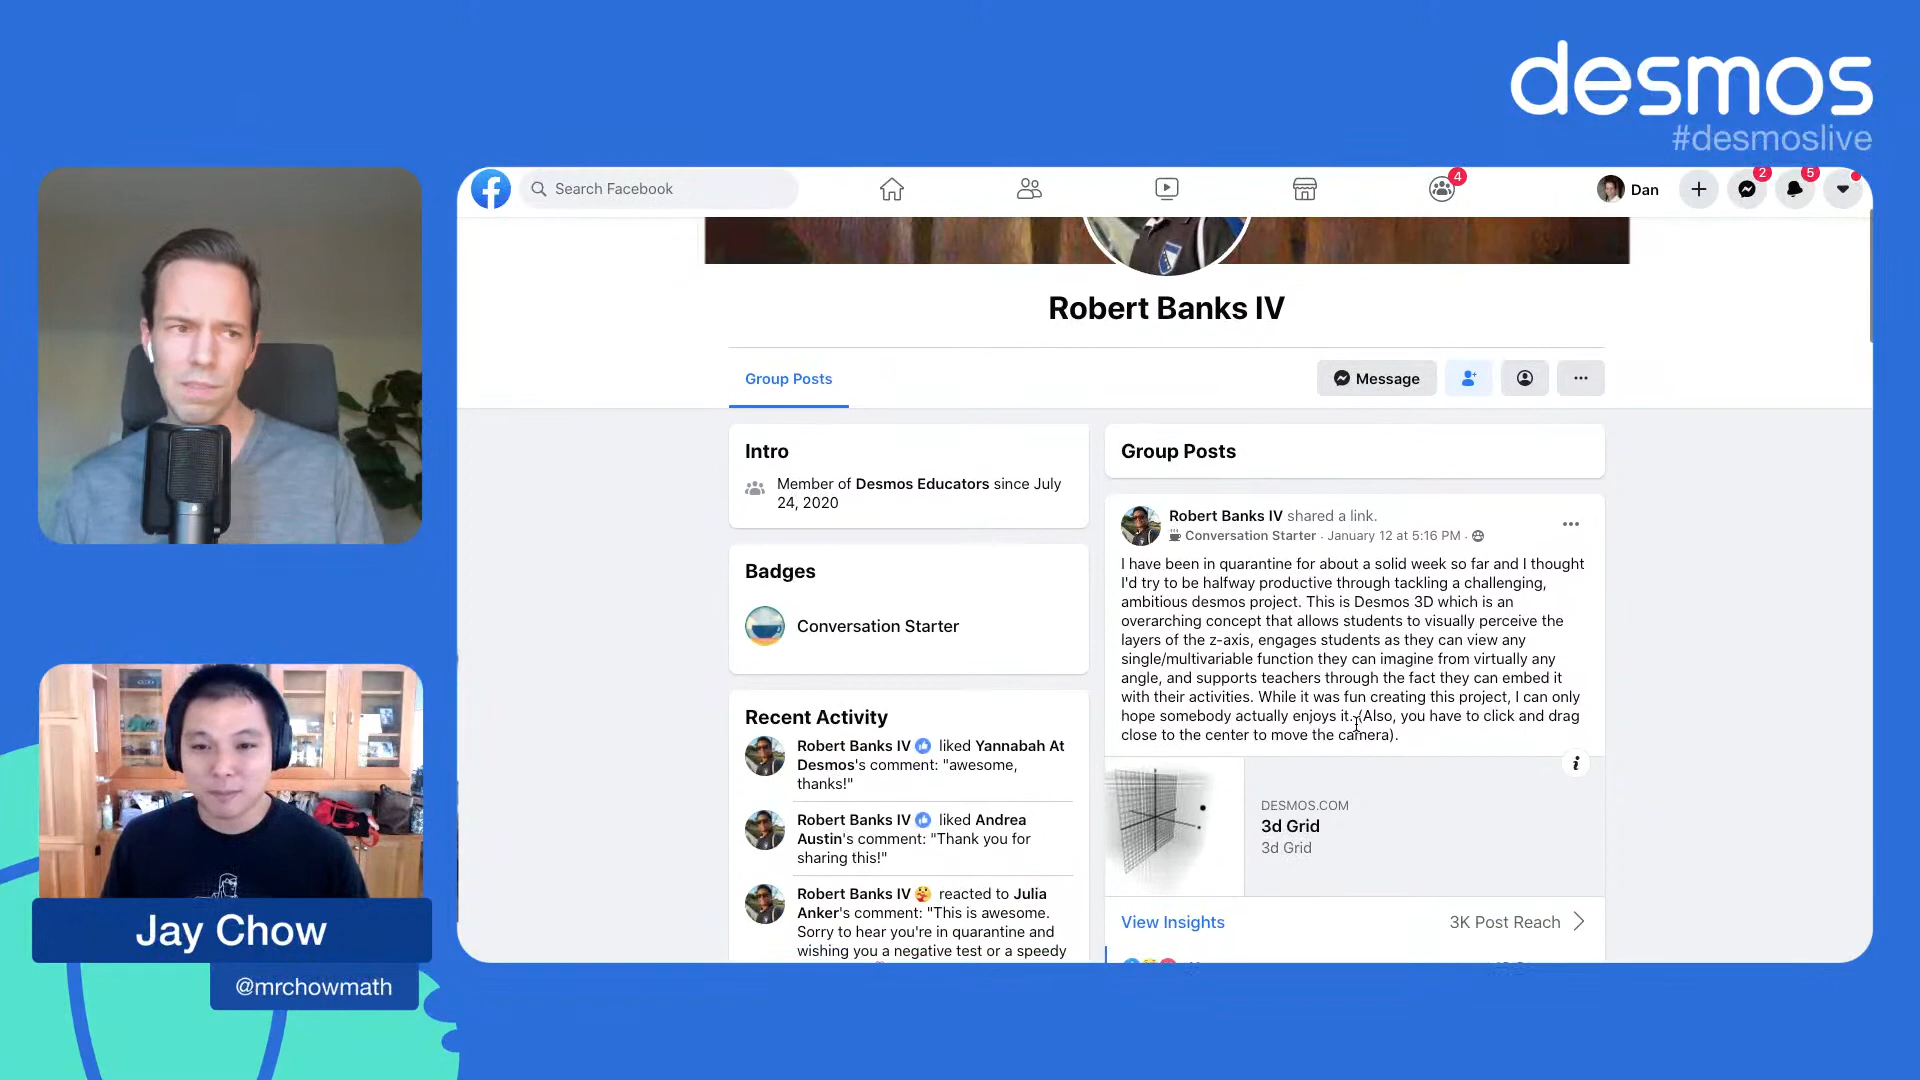 desmos
#desmoslive
Search Facebook
4
Dan
2
5
Robert Banks IV
Group Posts
Message
Intro
Member of Desmos Educators since July
24, 2020
Badges
Conversation Starter
Recent Activity
Robert Banks IV liked Yannabah At
Desmos's comment: "awesome,
thanks!"
Robert Banks IV liked Andrea
Austin's comment: "Thank you for
sharing this!"
Robert Banks IV reacted to Julia
Anker's comment: "This is awesome.
Sorry to hear you're in quarantine and
wishing you a negative test or a speedy
Group Posts
Robert Banks IV shared a link.
Conversation Starter · January 12 at 5:16 PM ·
I have been in quarantine for about a solid week so far and I thought
I'd try to be halfway productive through tackling a challenging,
ambitious desmos project. This is Desmos 3D which is an
overarching concept that allows students to visually perceive the
layers of the z-axis, engages students as they can view any
single/multivariable function they can imagine from virtually any
angle, and supports teachers through the fact they can embed it
with their activities. While it was fun creating this project, I can only
hope somebody actually enjoys it. (Also, you have to click and drag
close to the center to move the camera).
DESMOS.COM
3d Grid
3d Grid
View Insights
3K Post Reach
Jay Chow
@mrchowmath